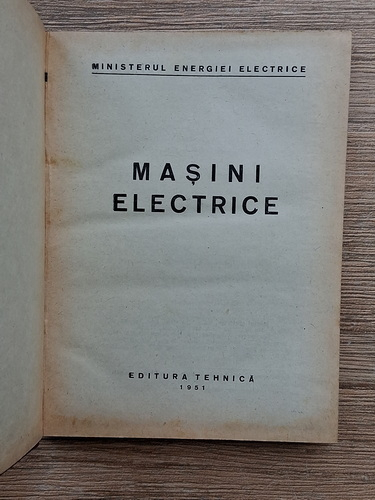 MINISTERUL ENERGIEI ELECTRICE
MAȘINI
ELECTRICE
EDITURA TEHNICĂ
1951